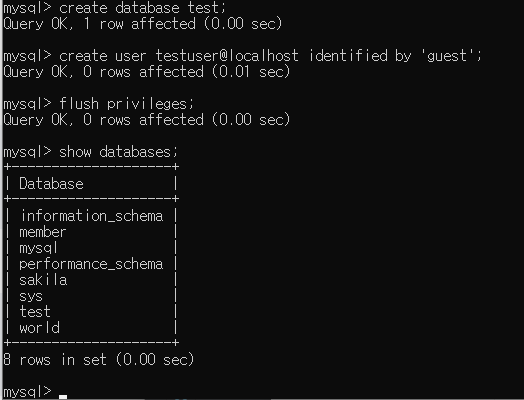 mysql> create database test;
Query OK, 1 row affected (0.00 sec)
mysql> create user testuser@localhost identified by 'guest';
Query OK, 0 rows affected (0.01 sec)
mysql> flush privileges;
Query OK, 0 rows affected (0.00 sec)
mysql> show databases;
+--------------------+
| Database           |
+--------------------+
| information_schema |
| member             |
| mysql              |
| performance_schema |
| sakila             |
| sys                |
| test               |
| world              |
+--------------------+
8 rows in set (0.00 sec)
mysql>